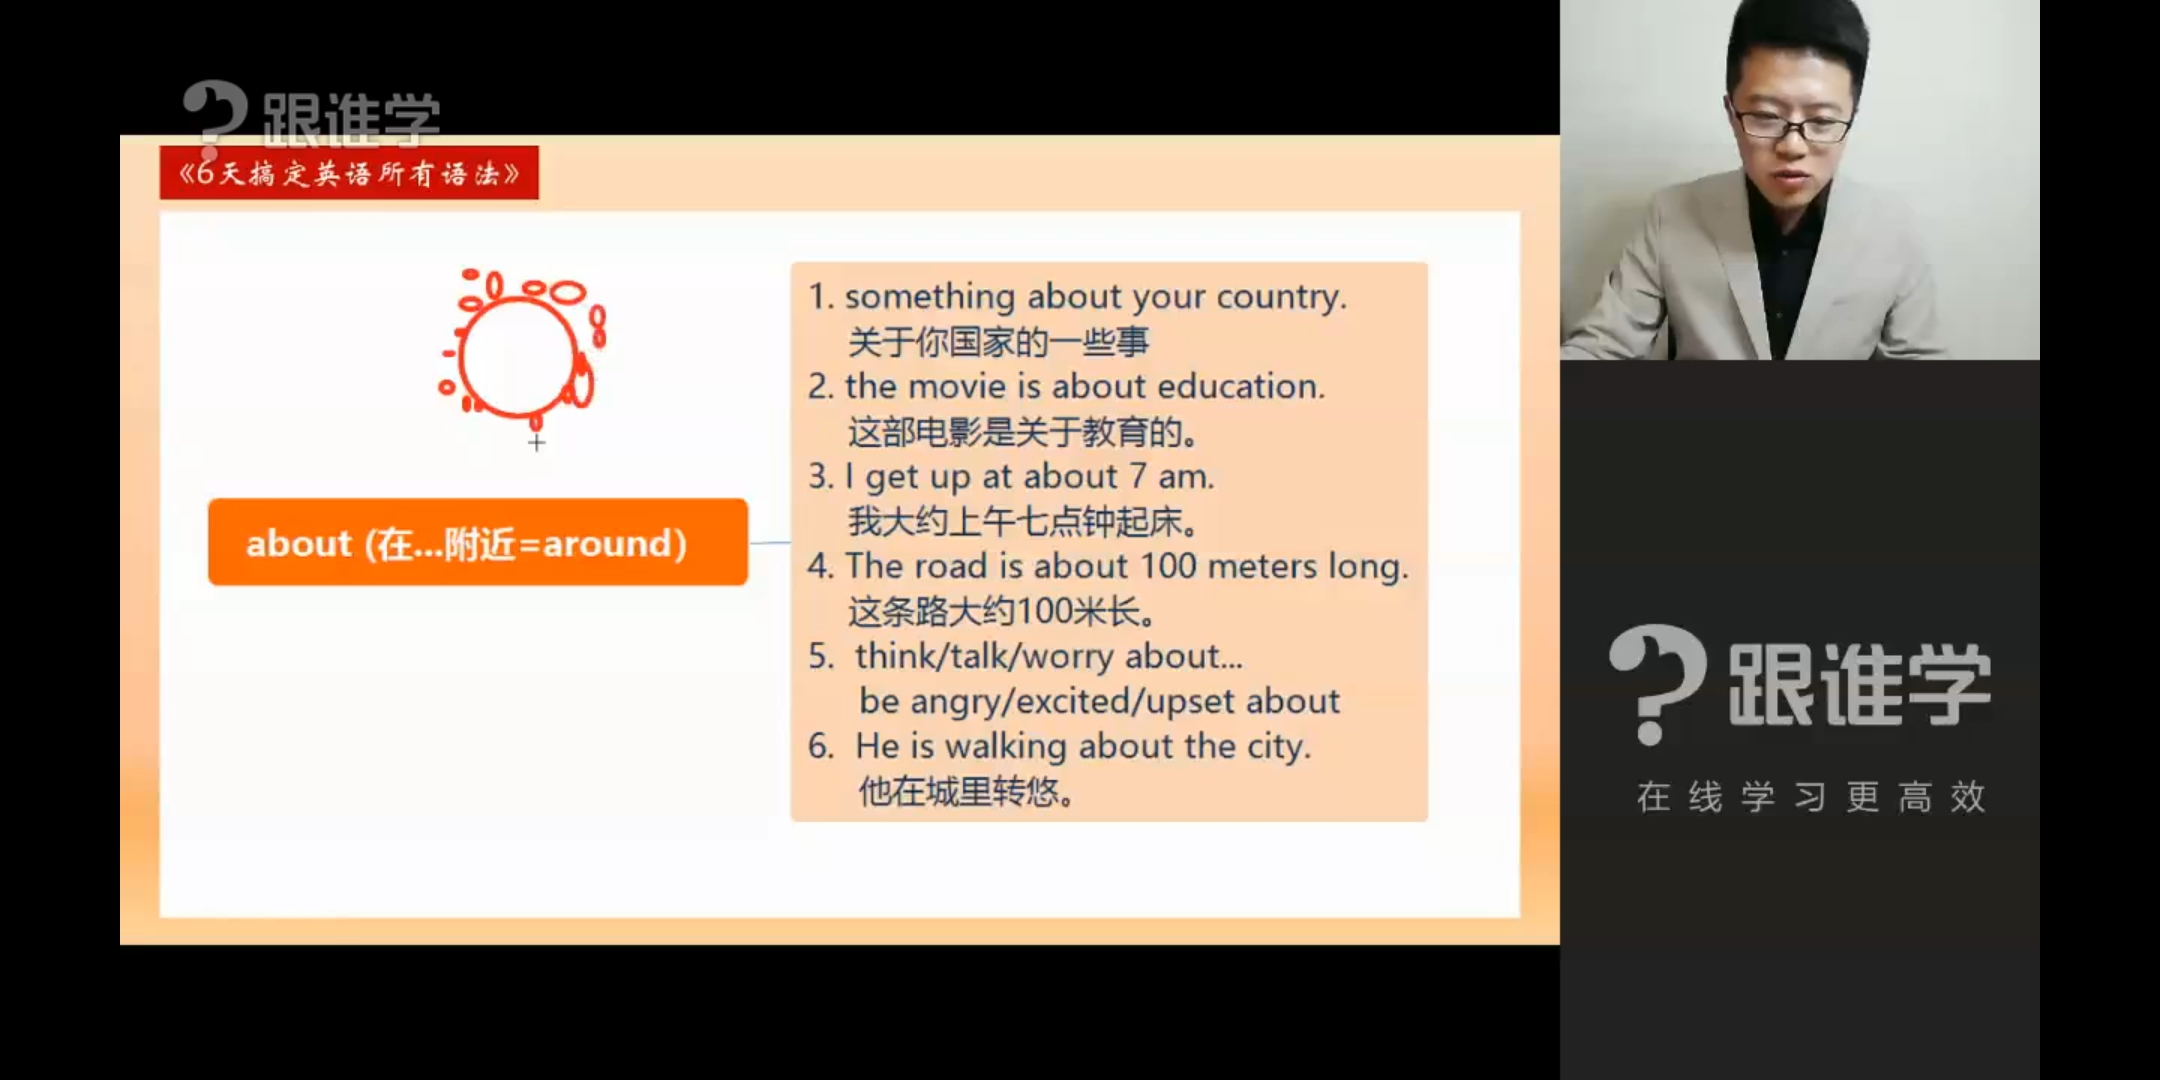 跟谁学
《6天搞定英语所有语法》
about (在...附近=around)
1. something about your country.
关于你国家的一些事
2. the movie is about education.
这部电影是关于教育的。
3. I get up at about 7 am.
我大约上午七点钟起床。
4. The road is about 100 meters long.
这条路大约100米长。
5. think/talk/worry about...
be angry/excited/upset about
6. He is walking about the city.
他在城里转悠。
跟谁学
在线学习更高效